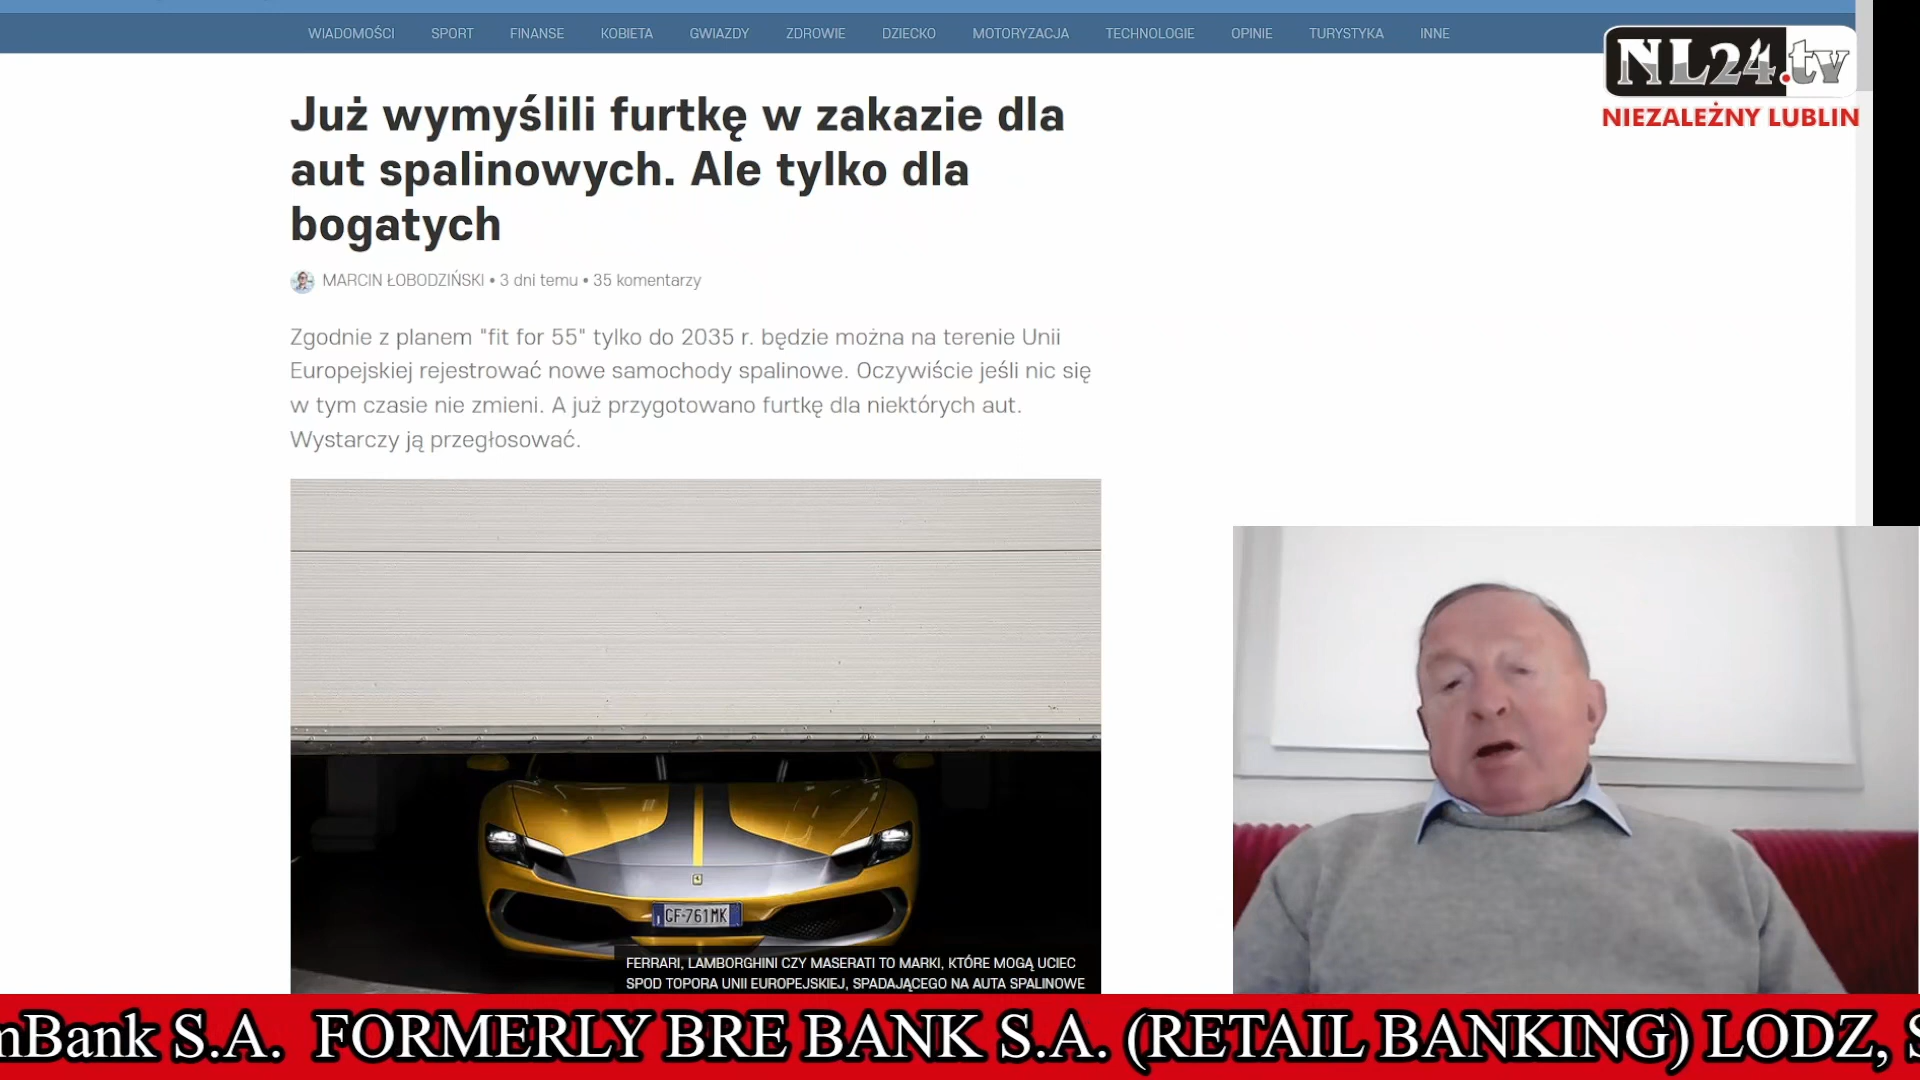 WIADOMOŚCI SPORT FINANSE KOBIETA GWIAZDY ZDROWIE DZIECKO MOTORYZACJA TECHNOLOGIE OPINIE TURYSTYKA INNE
NL24.tv
NIEZALEŻNY LUBLIN
Już wymyślili furtkę w zakazie dla
aut spalinowych. Ale tylko dla
bogatych
MARCIN ŁOBODZIŃSKI • 3 dni temu • 35 komentarzy
Zgodnie z planem "fit for 55" tylko do 2035 r. będzie można na terenie Unii
Europejskiej rejestrować nowe samochody spalinowe. Oczywiście jeśli nic się
w tym czasie nie zmieni. A już przygotowano furtkę dla niektórych aut.
Wystarczy ją przegłosować.
GF·761MK
FERRARI, LAMBORGHINI CZY MASERATI TO MARKI, KTÓRE MOGĄ UCIEC
SPOD TOPORA UNII EUROPEJSKIEJ, SPADAJĄCEGO NA AUTA SPALINOWE
mBank S.A. FORMERLY BRE BANK S.A. (RETAIL BANKING) LODZ, S